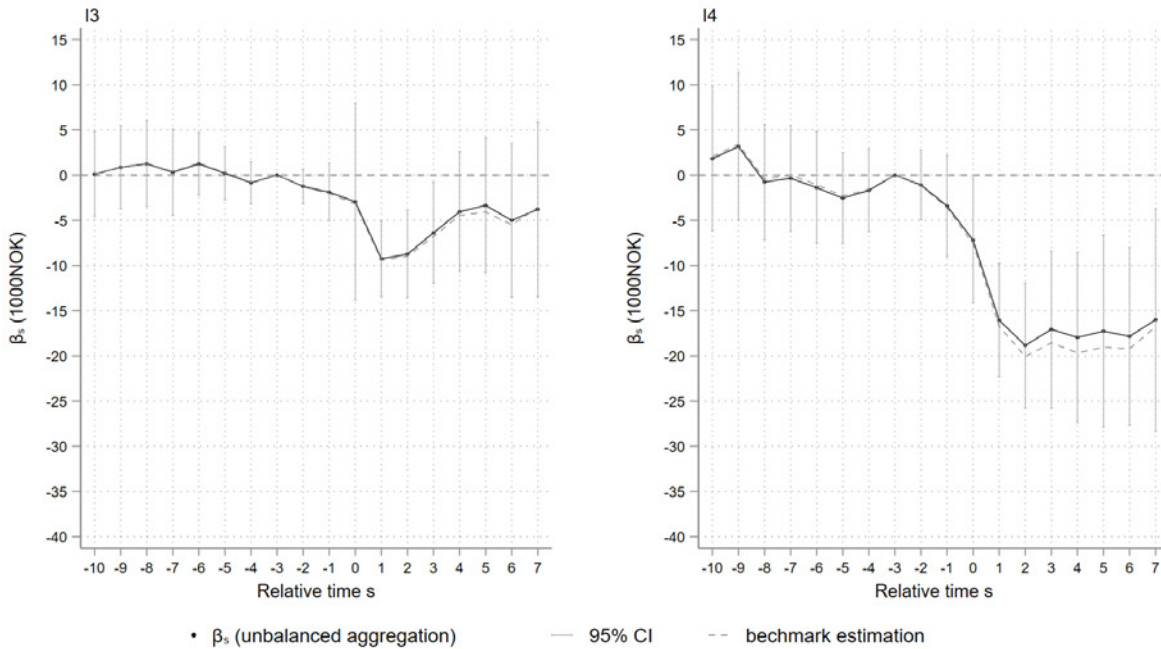 I3
15
10
5
0
-5
-10
-15
-20
-25
-30
-35
-40
βs (1000NOK)
-10 -9 -8 -7 -6 -5 -4 -3 -2 -1 0 1 2 3 4 5 6 7
Relative time s
I4
15
10
5
0
-5
-10
-15
-20
-25
-30
-35
-40
βs (1000NOK)
-10 -9 -8 -7 -6 -5 -4 -3 -2 -1 0 1 2 3 4 5 6 7
Relative time s
βs (unbalanced aggregation) 95% CI bechmark estimation